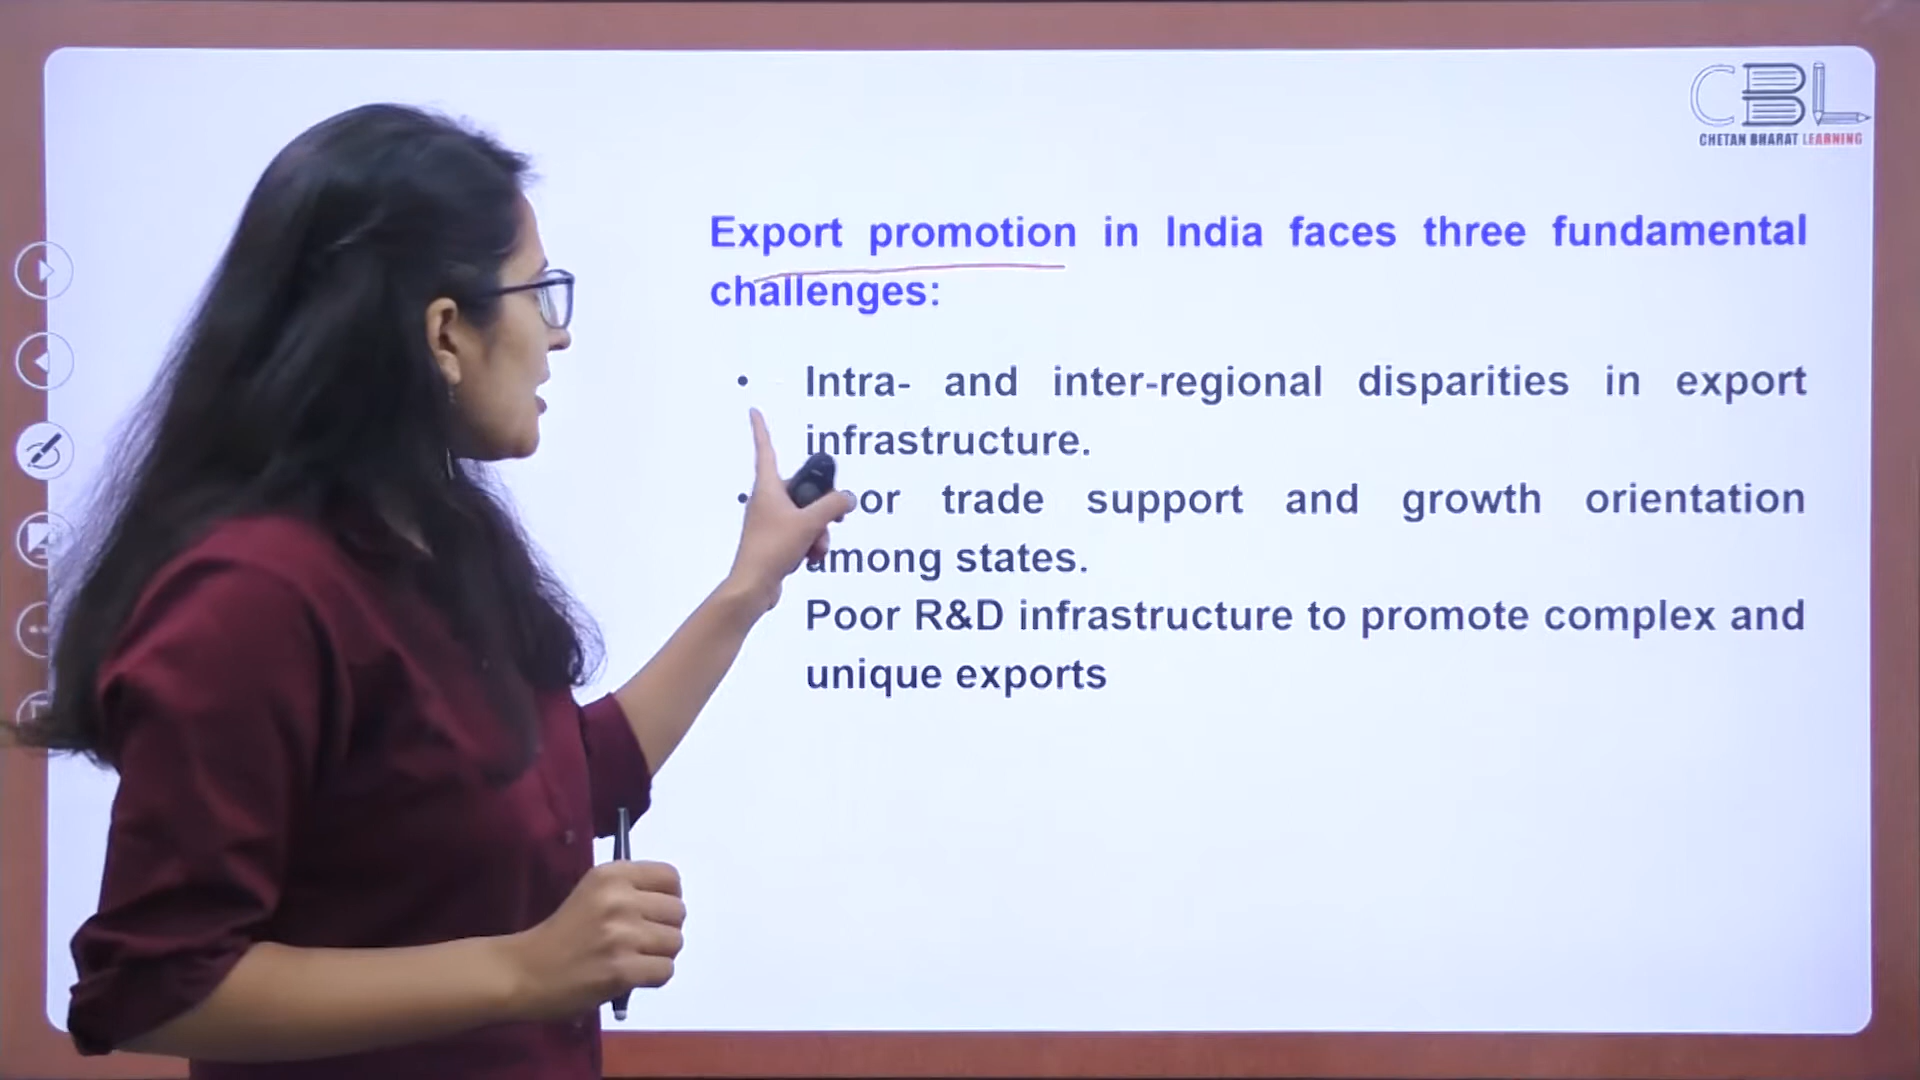 CBL
CHETAN BHARAT LEARNING
Export promotion in India faces three fundamental
challenges:
• Intra- and inter-regional disparities in export
infrastructure.
• trade support and growth orientation
among states.
Poor R&D infrastructure to promote complex and
unique exports